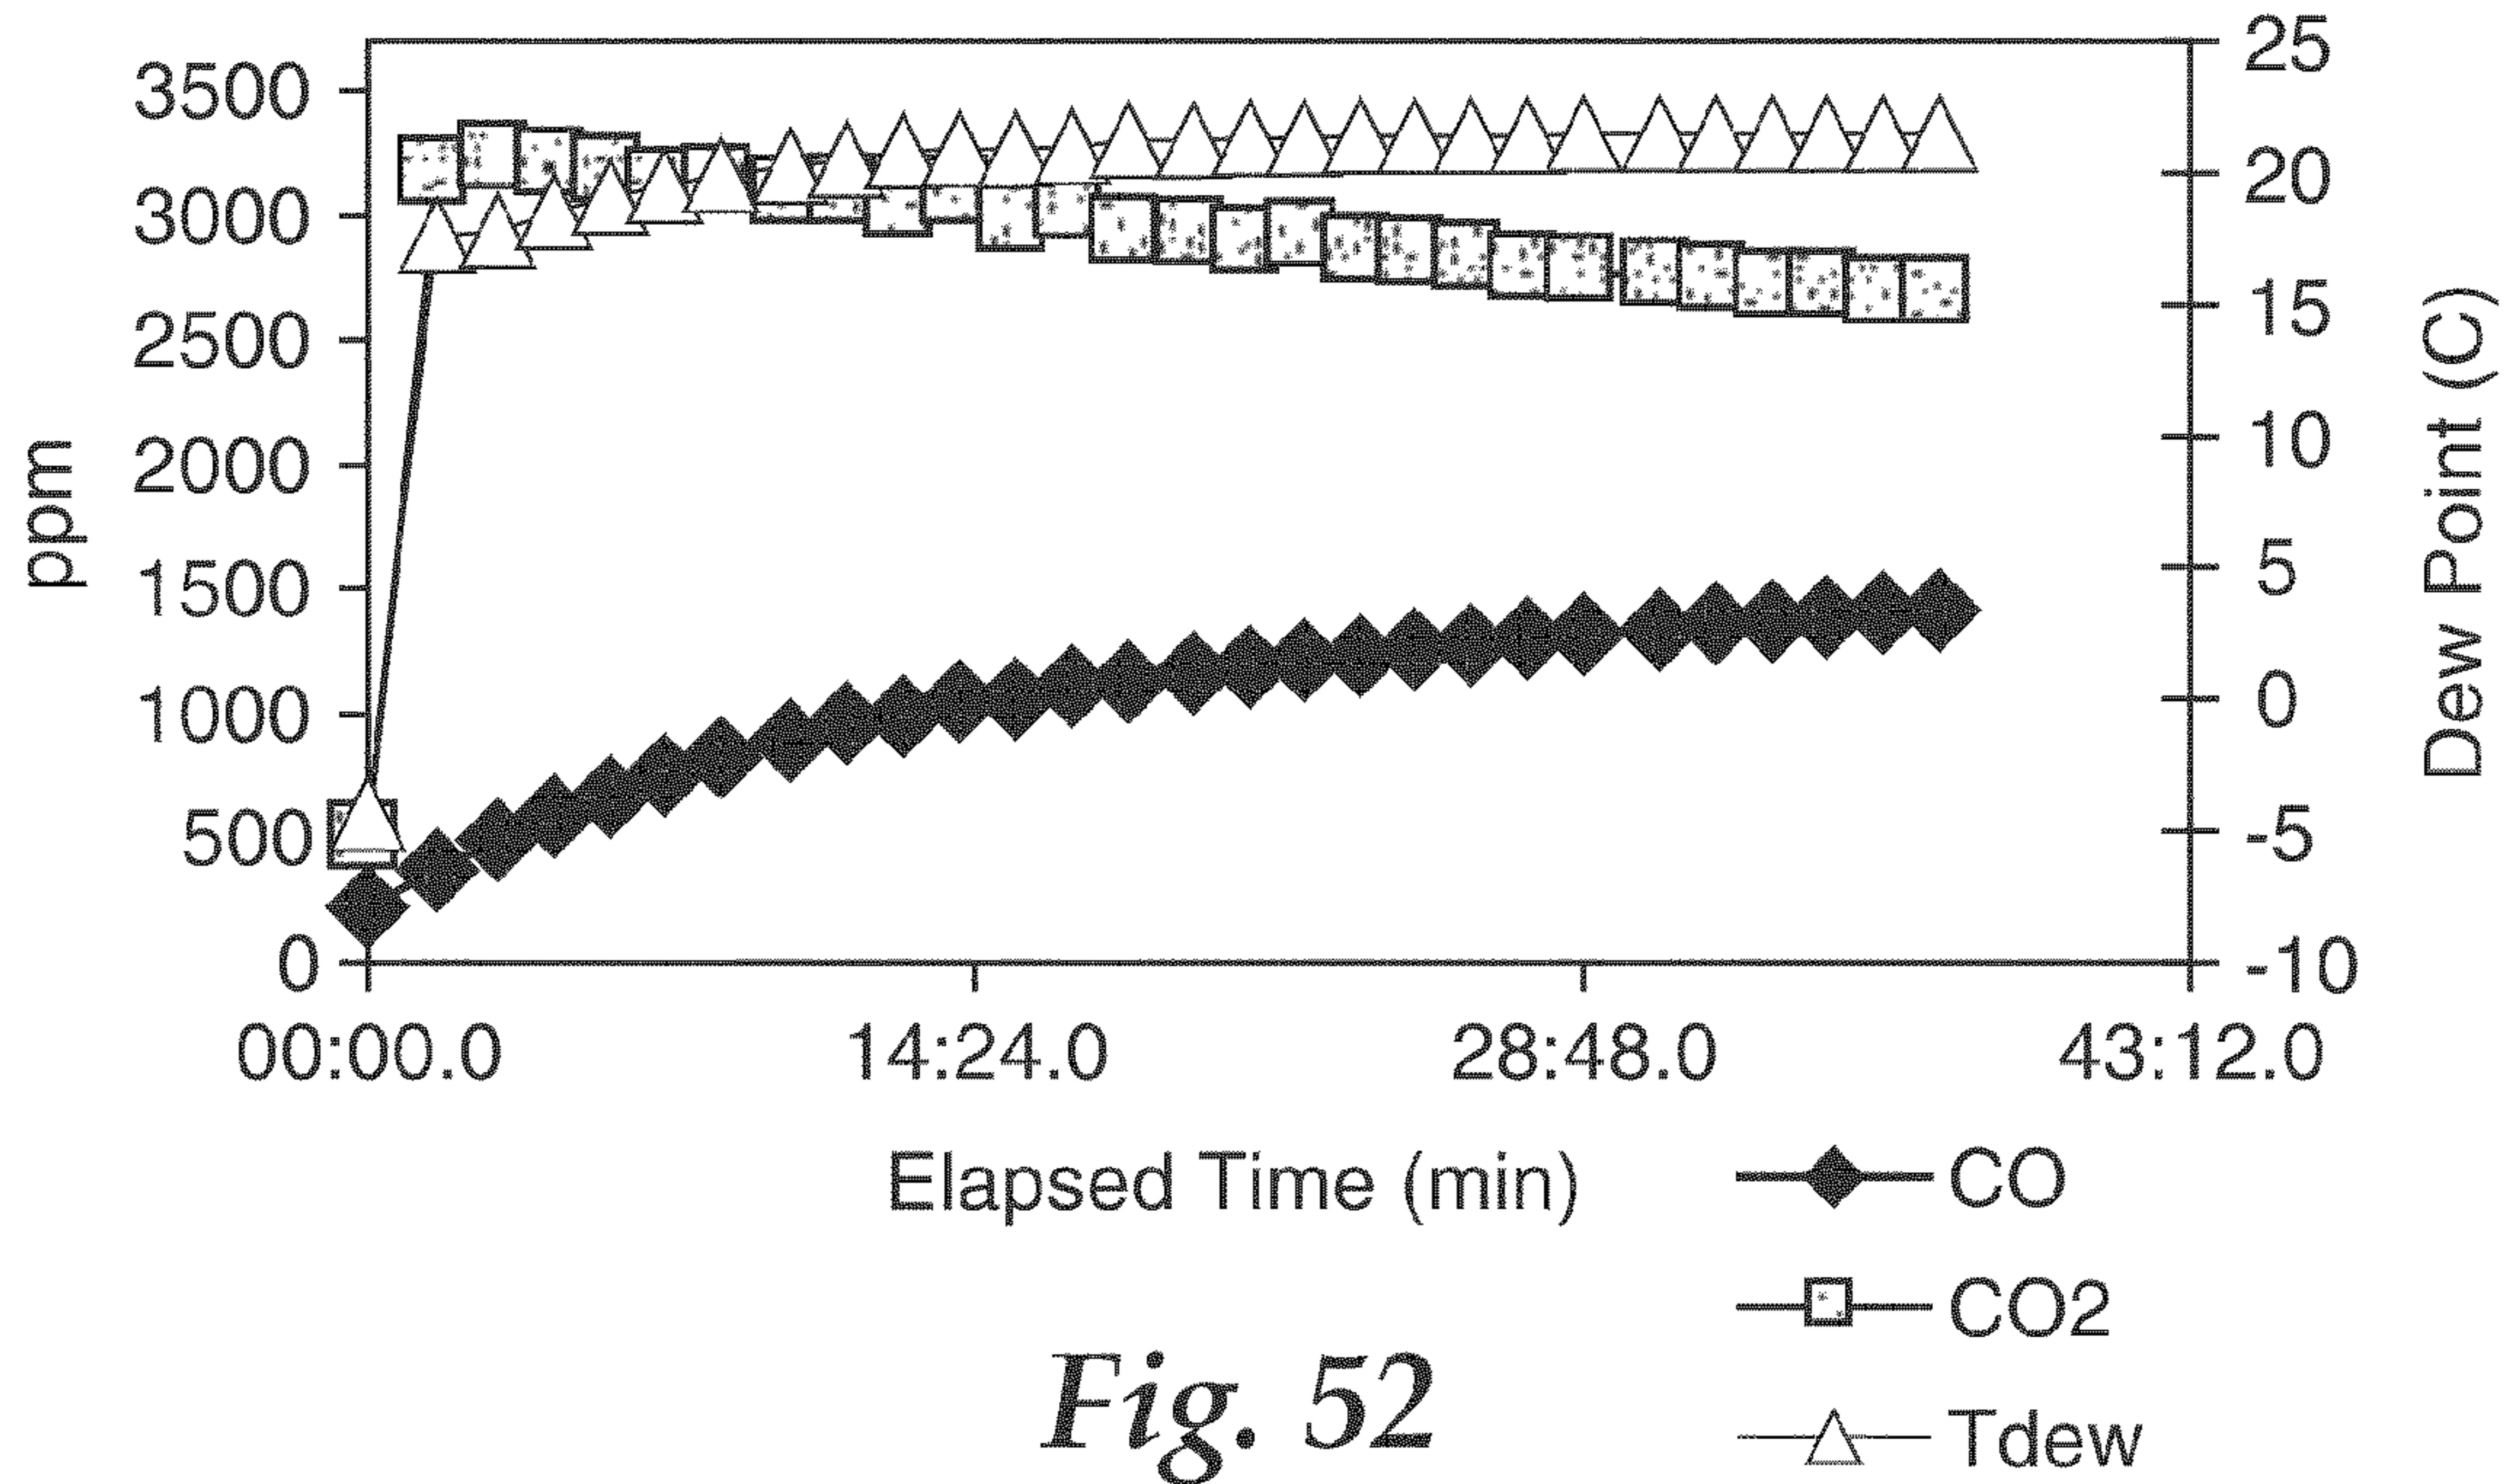 ppm
3500
3000
2500
2000
1500
1000
500
0
25
20
15
10
5
0
-5
-10
Dew Point (C)
00:00.0 14:24.0 28:48.0 43:12.0
Elapsed Time (min)
CO
CO2
Tdew
Fig. 52